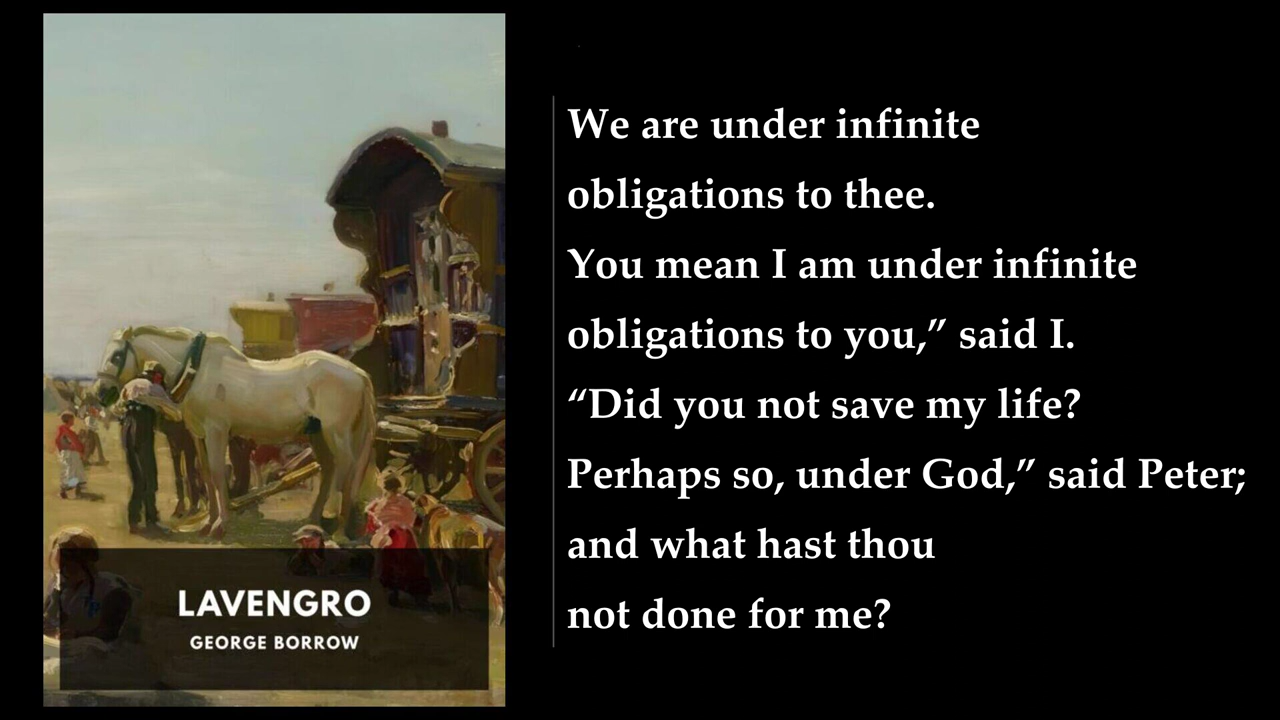 LAVENGRO
GEORGE BORROW
We are under infinite
obligations to thee.
You mean I am under infinite
obligations to you,” said I.
“Did you not save my life?
Perhaps so, under God,” said Peter;
and what hast thou
not done for me?